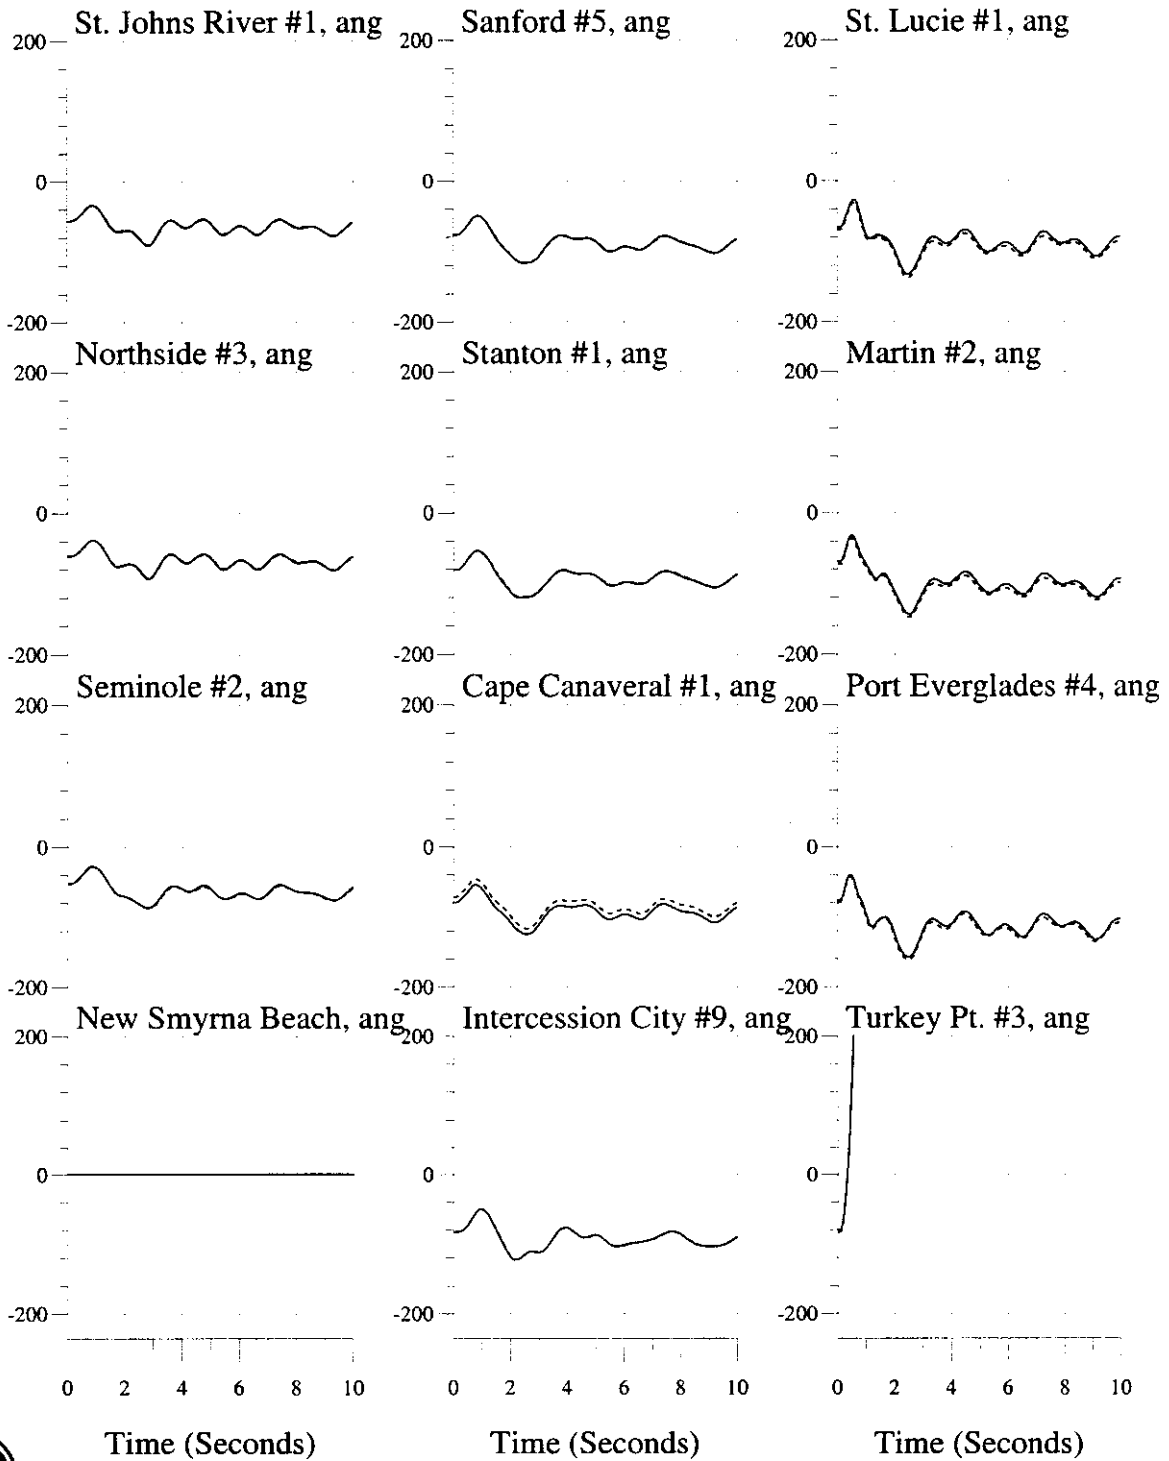 St. Johns River #1, ang
Sanford #5, ang
St. Lucie #1, ang
200
200
200
0
0
0
-200
-200
-200
Northside #3, ang
Stanton #1, ang
Martin #2, ang
200
200
200
0
0
0
-200
-200
-200
Seminole #2, ang
Cape Canaveral #1, ang
Port Everglades #4, ang
200
200
200
0
0
0
-200
-200
-200
New Smyrna Beach, ang
Intercession City #9, ang
Turkey Pt. #3, ang
200
200
200
0
0
0
-200
-200
-200
0 2 4 6 8 10
0 2 4 6 8 10
0 2 4 6 8 10
Time (Seconds)
Time (Seconds)
Time (Seconds)